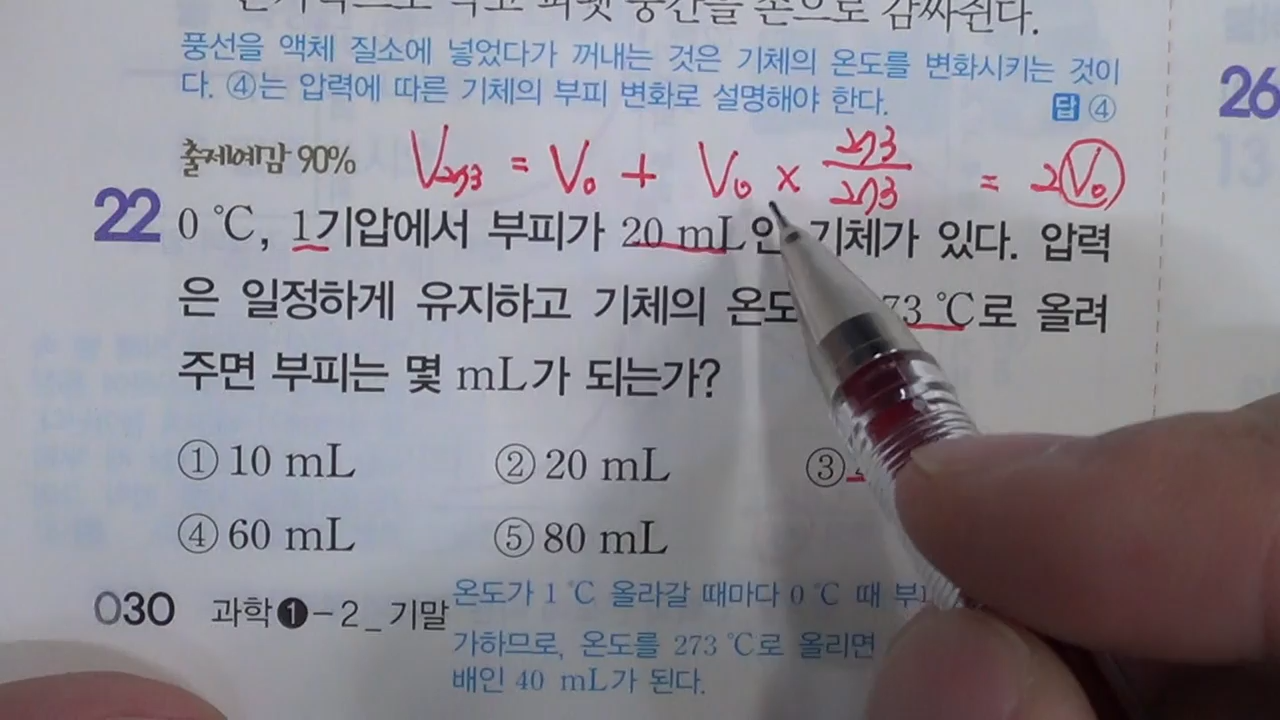 풍선을 액체 질소에 넣었다가 꺼내는 것은 기체의 온도를 변화시키는 것이
다. ④는 압력에 따른 기체의 부피 변화로 설명해야 한다. 답 ④
출제예감 90%
V273 = V0 + V0 × 273/273 = 2V0
22 0 ℃, 1기압에서 부피가 20 mL인 기체가 있다. 압력
은 일정하게 유지하고 기체의 온도 73 ℃로 올려
주면 부피는 몇 mL가 되는가?
① 10 mL ② 20 mL ③
④ 60 mL ⑤ 80 mL
온도가 1 ℃ 올라갈 때마다 0 ℃ 때
030 과학❶-2_기말
가하므로, 온도를 273 ℃로 올리면
배인 40 mL가 된다.
26
13